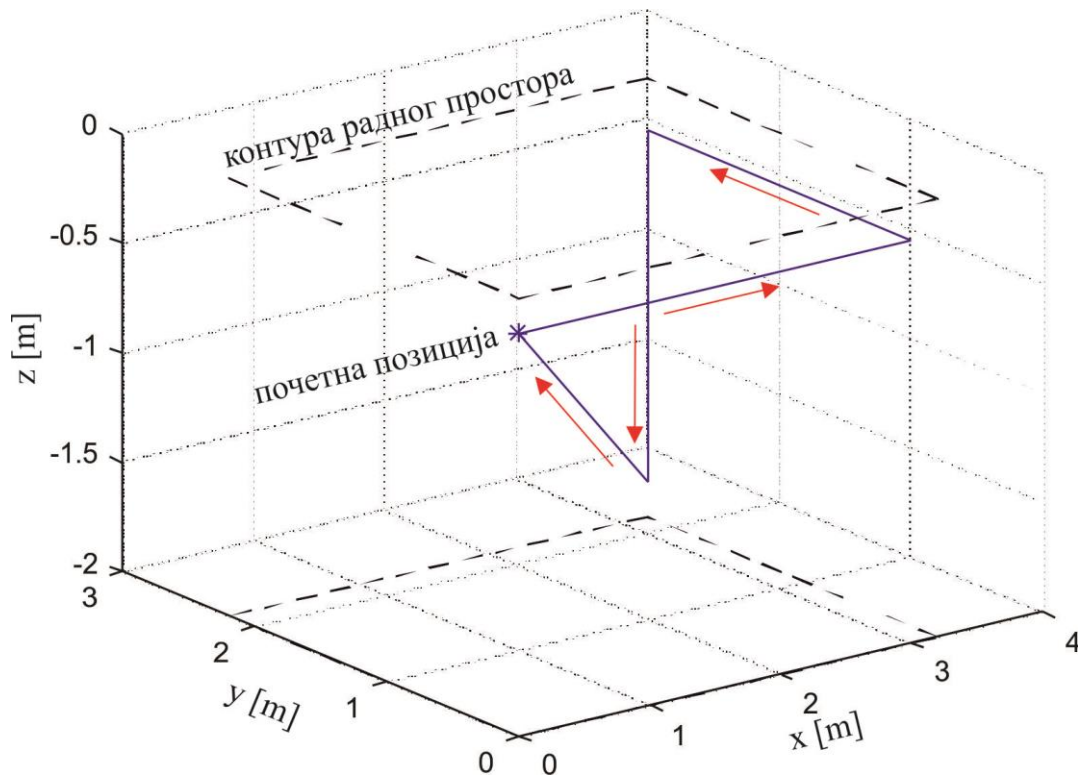 контура радног простора
0
-0.5
z [m]
-1
почетна позиција
-1.5
-2
3
2
y [m]
1
0
0
1
2
x [m]
3
4